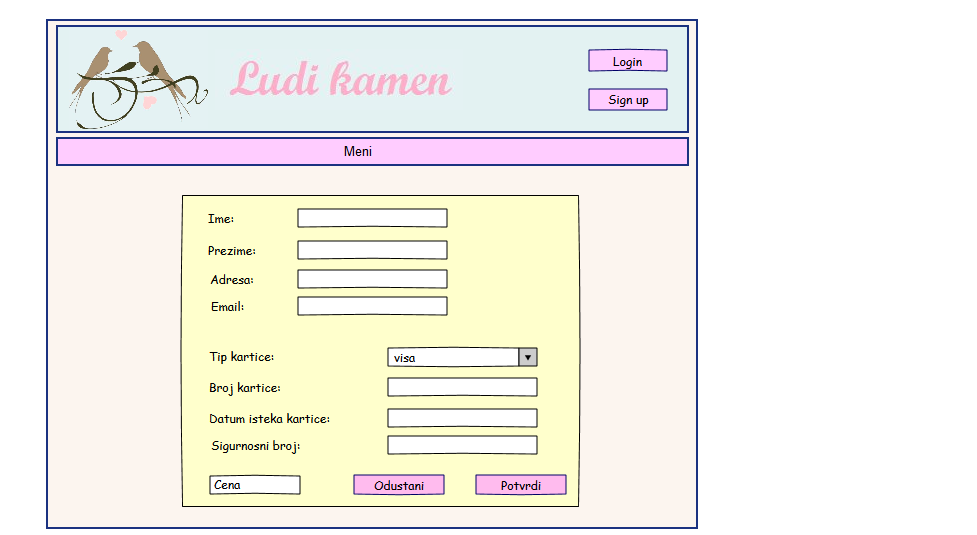 Ludi kamen
Login
Sign up
Meni
Ime:
Prezime:
Adresa:
Email:
Tip kartice:
visa
Broj kartice:
Datum isteka kartice:
Sigurnosni broj:
Cena
Odustani
Potvrdi